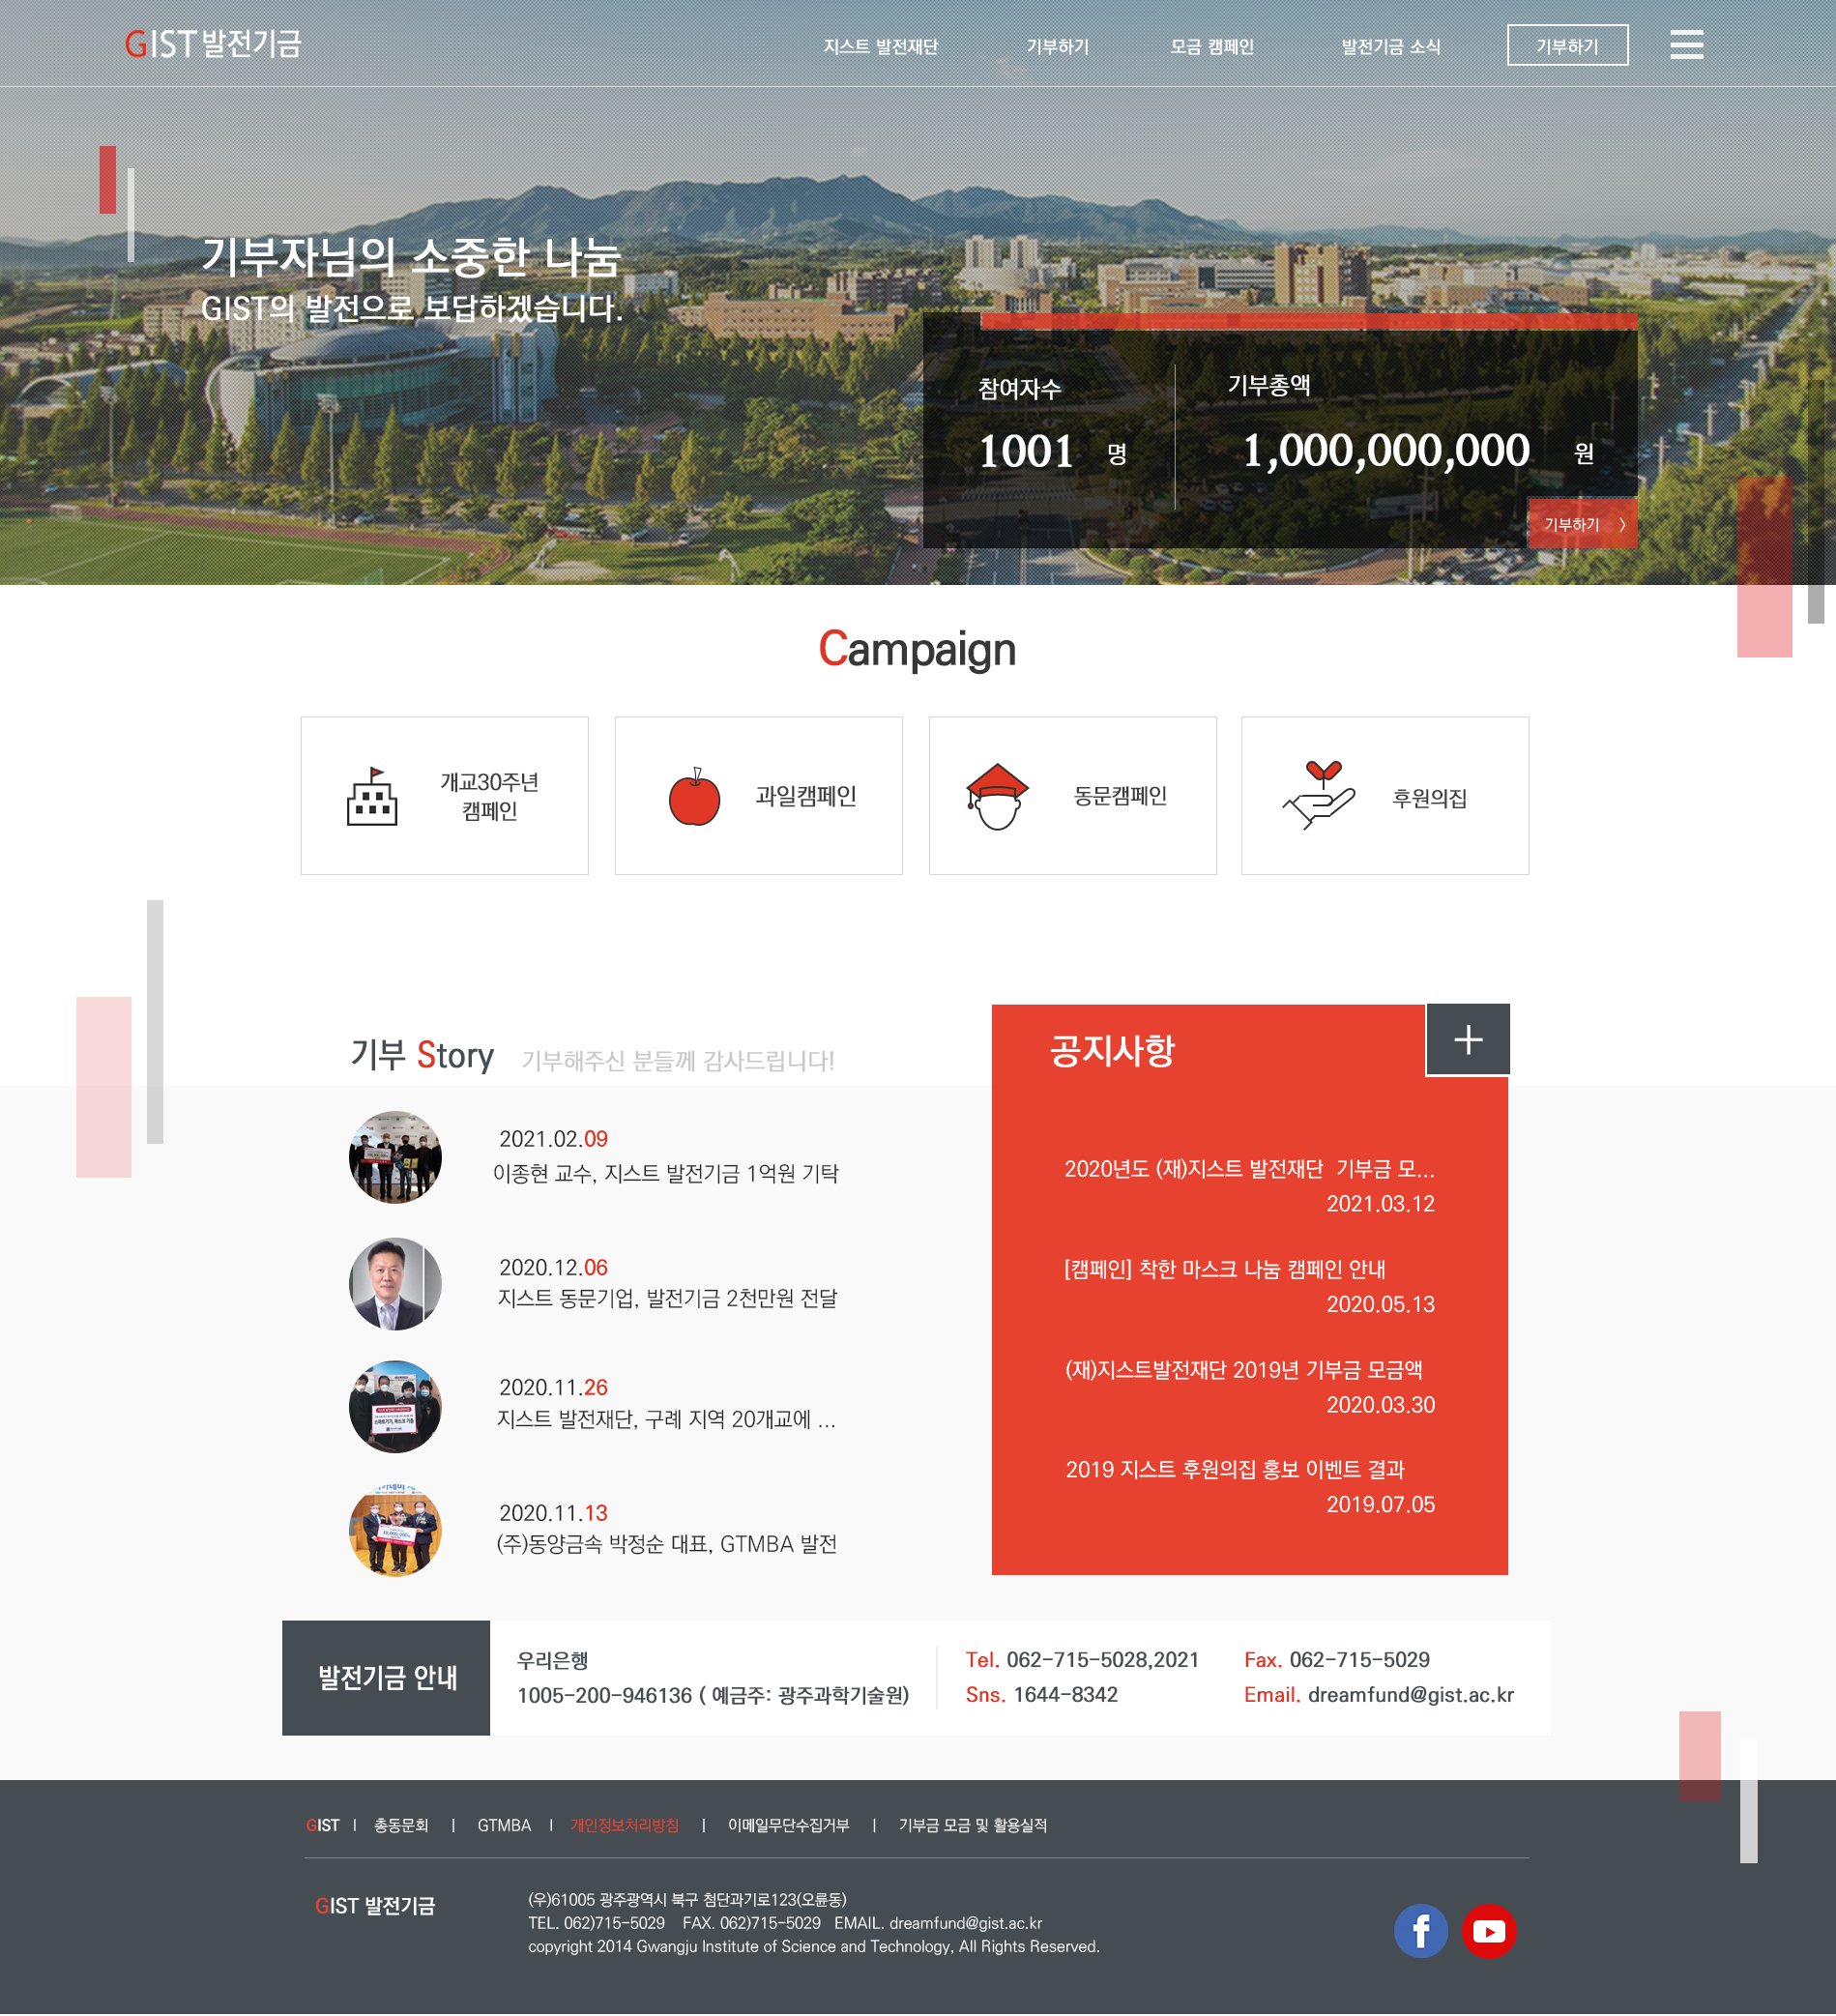 GIST 발전기금
지스트 발전재단
기부하기
모금 캠페인
발전기금 소식
기부하기
기부자님의 소중한 나눔
GIST의 발전으로 보답하겠습니다.
참여자수
1001 명
기부총액
1,000,000,000 원
기부하기 〉
Campaign
개교30주년
캠페인
과일캠페인
동문캠페인
후원의집
기부 Story 기부해주신 분들께 감사드립니다!
2021.02.09
이종현 교수, 지스트 발전기금 1억원 기탁
2020.12.06
지스트 동문기업, 발전기금 2천만원 전달
2020.11.26
지스트 발전재단, 구례 지역 20개교에 ...
2020.11.13
(주)동양금속 박정순 대표, GTMBA 발전
공지사항
2020년도 (재)지스트 발전재단 기부금 모...
2021.03.12
[캠페인] 착한 마스크 나눔 캠페인 안내
2020.05.13
(재)지스트발전재단 2019년 기부금 모금액
2020.03.30
2019 지스트 후원의집 홍보 이벤트 결과
2019.07.05
발전기금 안내
우리은행
1005-200-946136 ( 예금주: 광주과학기술원)
Tel. 062-715-5028,2021
Fax. 062-715-5029
Sns. 1644-8342
Email. dreamfund@gist.ac.kr
GIST | 총동문회 | GTMBA | 개인정보처리방침 | 이메일무단수집거부 | 기부금 모금 및 활용실적
GIST 발전기금
(우)61005 광주광역시 북구 첨단과기로123(오룡동)
TEL. 062)715-5029 FAX. 062)715-5029 EMAIL. dreamfund@gist.ac.kr
copyright 2014 Gwangju Institute of Science and Technology, All Rights Reserved.